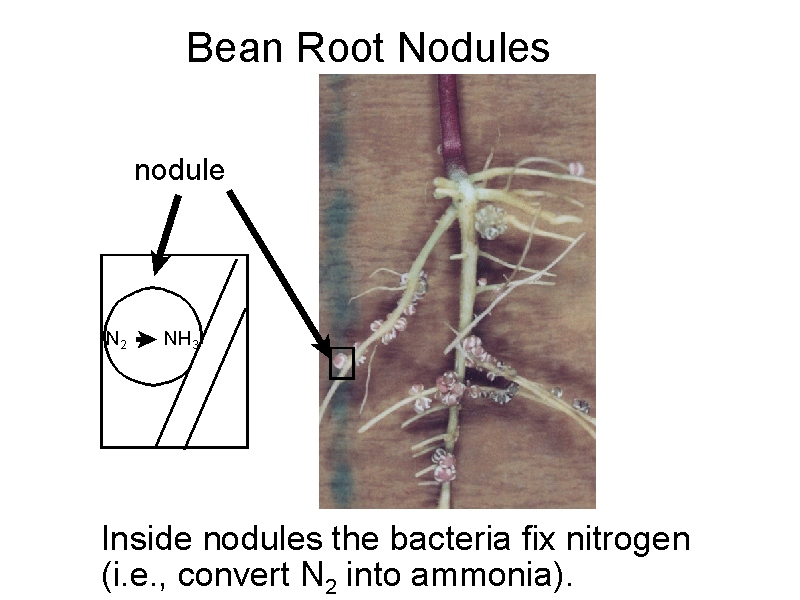 Bean Root Nodules
nodule
N2 → NH3
Inside nodules the bacteria fix nitrogen
(i.e., convert N2 into ammonia).